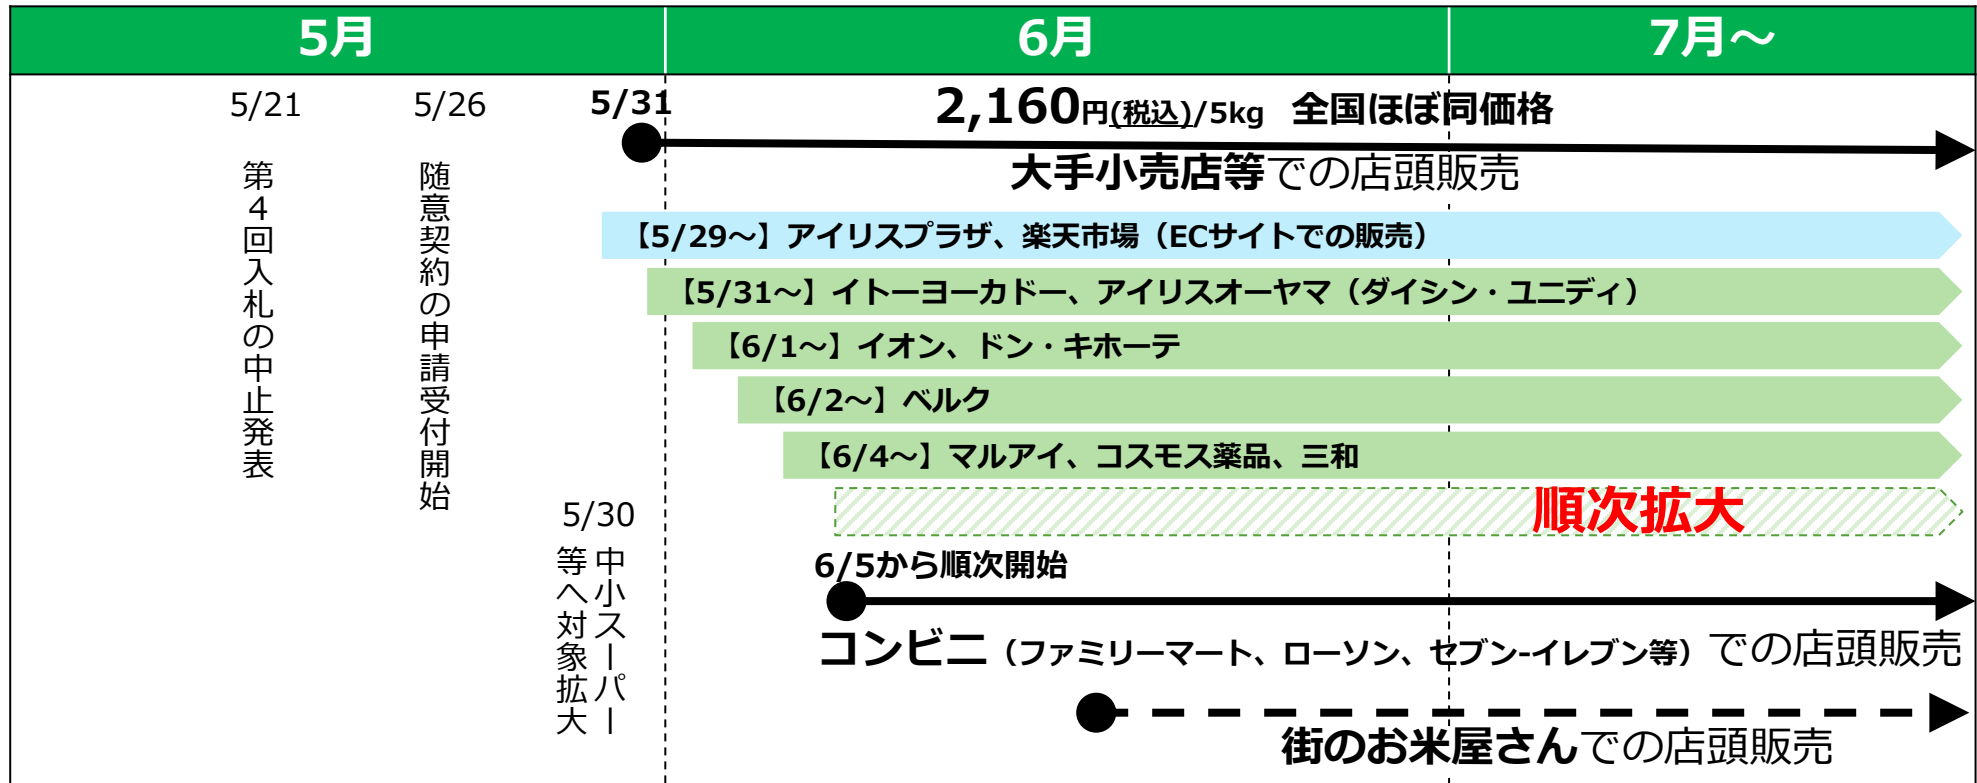 5月
6月
7月～
5/21
第４回入札の中止発表
5/26
随意契約の申請受付開始
5/31
2,160円(税込)/5kg 全国ほぼ同価格
大手小売店等での店頭販売
【5/29～】アイリスプラザ、楽天市場（ECサイトでの販売）
【5/31～】イトーヨーカドー、アイリスオーヤマ（ダイシン・ユニディ）
【6/1～】イオン、ドン・キホーテ
【6/2～】ベルク
【6/4～】マルアイ、コスモス薬品、三和
順次拡大
5/30
中小スーパー
等へ対象拡大
6/5から順次開始
コンビニ（ファミリーマート、ローソン、セブン-イレブン等）での店頭販売
街のお米屋さんでの店頭販売